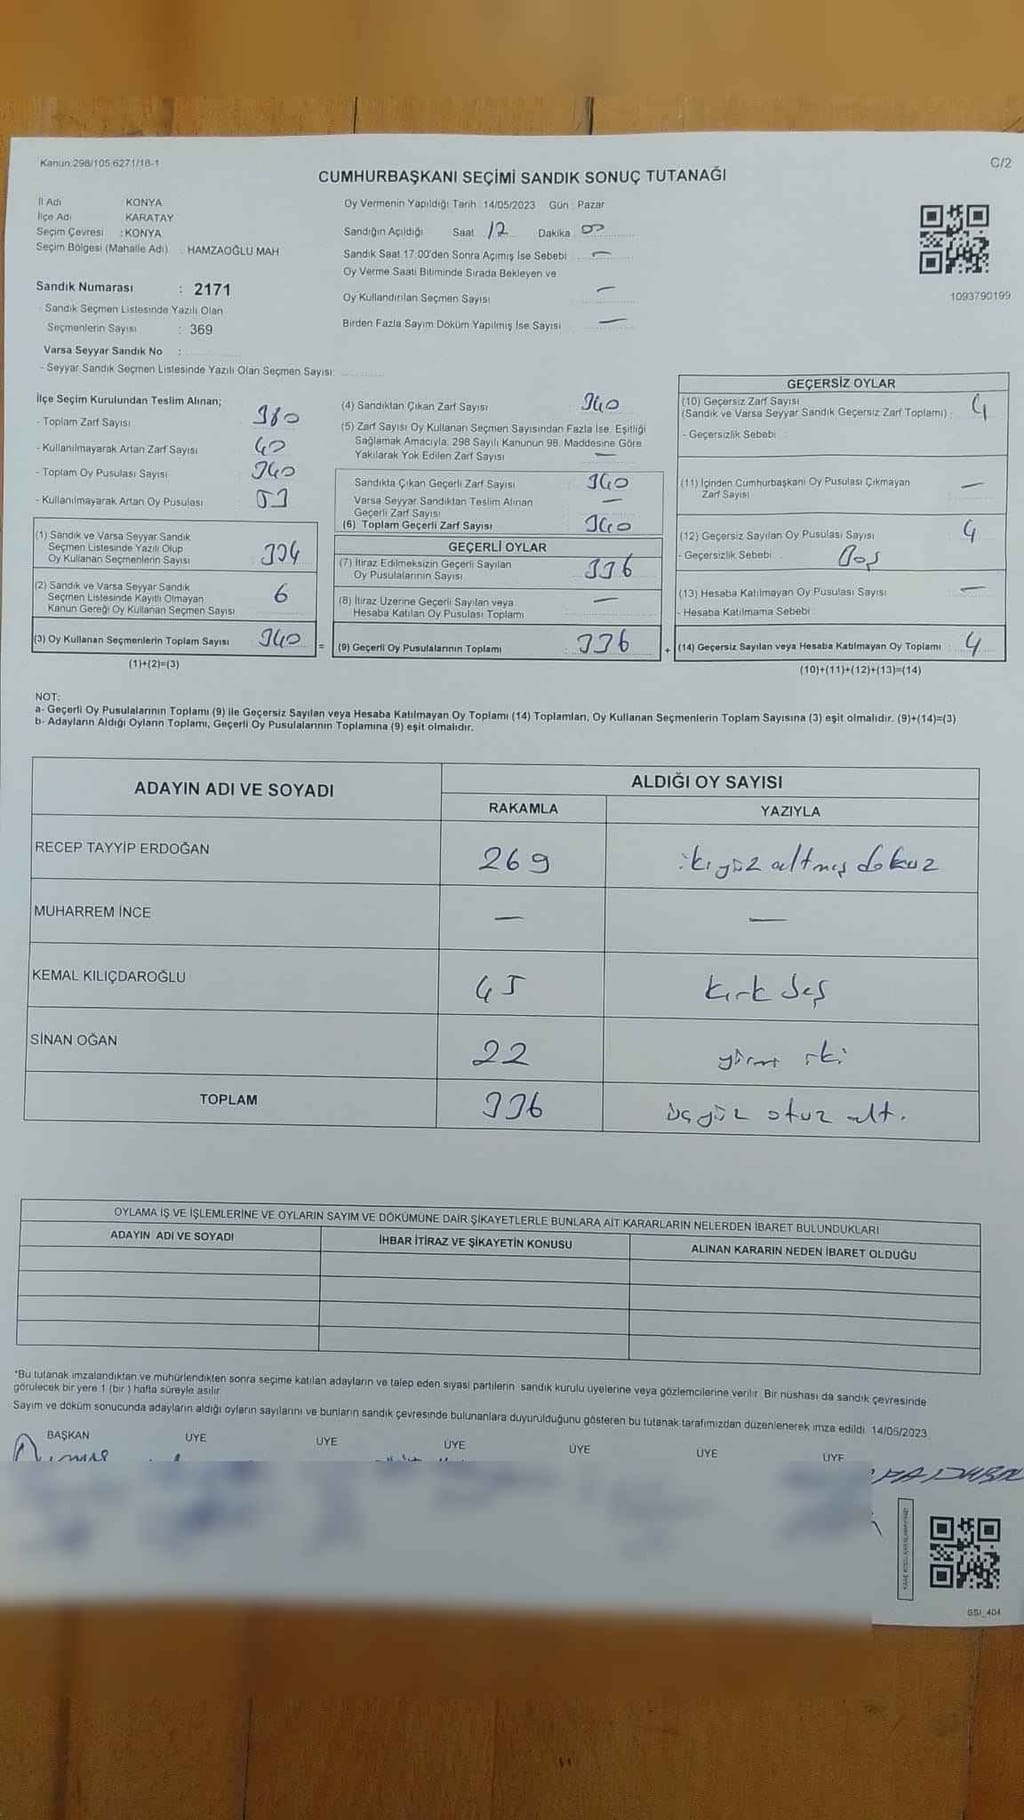 Kanun:298/105,6271/18-1
C/2
CUMHURBAŞKANI SEÇİMİ SANDIK SONUÇ TUTANAĞI
İl Adı KONYA
İlçe Adı KARATAY
Seçim Çevresi : KONYA
Seçim Bölgesi (Mahalle Adı) HAMZAOĞLU MAH
Sandık Numarası : 2171
- Sandık Seçmen Listesinde Yazılı Olan
Seçmenlerin Sayısı : 369
Varsa Seyyar Sandık No :
- Seyyar Sandık Seçmen Listesinde Yazılı Olan Seçmen Sayısı:
Oy Vermenin Yapıldığı Tarih 14/05/2023 Gün Pazar
Sandığın Açıldığı Saat 12 Dakika 00
Sandık Saat 17:00'den Sonra Açımış İse Sebebi —
Oy Verme Saati Bitiminde Sırada Bekleyen ve
Oy Kullandırılan Seçmen Sayısı —
Birden Fazla Sayım Döküm Yapılmış İse Sayısı —
1093790199
İlçe Seçim Kurulundan Teslim Alınan;
- Toplam Zarf Sayısı 380
- Kullanılmayarak Artan Zarf Sayısı 40
- Toplam Oy Pusulası Sayısı 340
- Kullanılmayarak Artan Oy Pusulası 53
(1) Sandık ve Varsa Seyyar Sandık
Seçmen Listesinde Yazılı Olup
Oy Kullanan Seçmenlerin Sayısı 334
(2) Sandık ve Varsa Seyyar Sandık
Seçmen Listesinde Kayıtlı Olmayan
Kanun Gereği Oy Kullanan Seçmen Sayısı 6
(3) Oy Kullanan Seçmenlerin Toplam Sayısı 340 =
(1)+(2)=(3)
(4) Sandıktan Çıkan Zarf Sayısı 340
(5) Zarf Sayısı Oy Kullanan Seçmen Sayısından Fazla İse, Eşitliği
Sağlamak Amacıyla, 298 Sayılı Kanunun 98. Maddesine Göre
Yakılarak Yok Edilen Zarf Sayısı —
Sandıkta Çıkan Geçerli Zarf Sayısı 340
Varsa Seyyar Sandıktan Teslim Alınan
Geçerli Zarf Sayısı —
(6) Toplam Geçerli Zarf Sayısı 340
GEÇERLİ OYLAR
(7) İtiraz Edilmeksizin Geçerli Sayılan
Oy Pusulalarının Sayısı 336
(8) İtiraz Üzerine Geçerli Sayılan veya
Hesaba Katılan Oy Pusulası Toplamı —
(9) Geçerli Oy Pusulalarının Toplamı 336 +
GEÇERSİZ OYLAR
(10) Geçersiz Zarf Sayısı
(Sandık ve Varsa Seyyar Sandık Geçersiz Zarf Toplamı) : 4
- Geçersizlik Sebebi
(11) İçinden Cumhurbaşkanı Oy Pusulası Çıkmayan
Zarf Sayısı —
(12) Geçersiz Sayılan Oy Pusulası Sayısı 4
- Geçersizlik Sebebi Boş
(13) Hesaba Katılmayan Oy Pusulası Sayısı —
- Hesaba Katılmama Sebebi
(14) Geçersiz Sayılan veya Hesaba Katılmayan Oy Toplamı 4
(10)+(11)+(12)+(13)=(14)
NOT:
a- Geçerli Oy Pusulalarının Toplamı (9) ile Geçersiz Sayılan veya Hesaba Katılmayan Oy Toplamı (14) Toplamları, Oy Kullanan Seçmenlerin Toplam Sayısına (3) eşit olmalıdır. (9)+(14)=(3)
b- Adayların Aldığı Oyların Toplamı, Geçerli Oy Pusulalarının Toplamına (9) eşit olmalıdır.
ADAYIN ADI VE SOYADI
ALDIĞI OY SAYISI
RAKAMLA YAZIYLA
RECEP TAYYİP ERDOĞAN 269 ikiyüz altmış dokuz
MUHARREM İNCE — —
KEMAL KILIÇDAROĞLU 45 kırk beş
SİNAN OĞAN 22 yirmi iki
TOPLAM 336 üçyüz otuz altı
OYLAMA İŞ VE İŞLEMLERİNE VE OYLARIN SAYIM VE DÖKÜMÜNE DAİR ŞİKAYETLERLE BUNLARA AİT KARARLARIN NELERDEN İBARET BULUNDUKLARI
ADAYIN ADI VE SOYADI İHBAR İTİRAZ VE ŞİKAYETİN KONUSU ALINAN KARARIN NEDEN İBARET OLDUĞU
*Bu tutanak imzalandıktan ve mühürlendikten sonra seçime katılan adayların ve talep eden siyasi partilerin sandık kurulu üyelerine veya gözlemcilerine verilir. Bir nüshası da sandık çevresinde
görülecek bir yere 1 (bir ) hafta süreyle asılır.
Sayım ve döküm sonucunda adayların aldığı oyların sayılarını ve bunların sandık çevresinde bulunanlara duyurulduğunu gösteren bu tutanak tarafımızdan düzenlenerek imza edildi. 14/05/2023
BAŞKAN ÜYE ÜYE ÜYE ÜYE ÜYE ÜYE
SSI_404